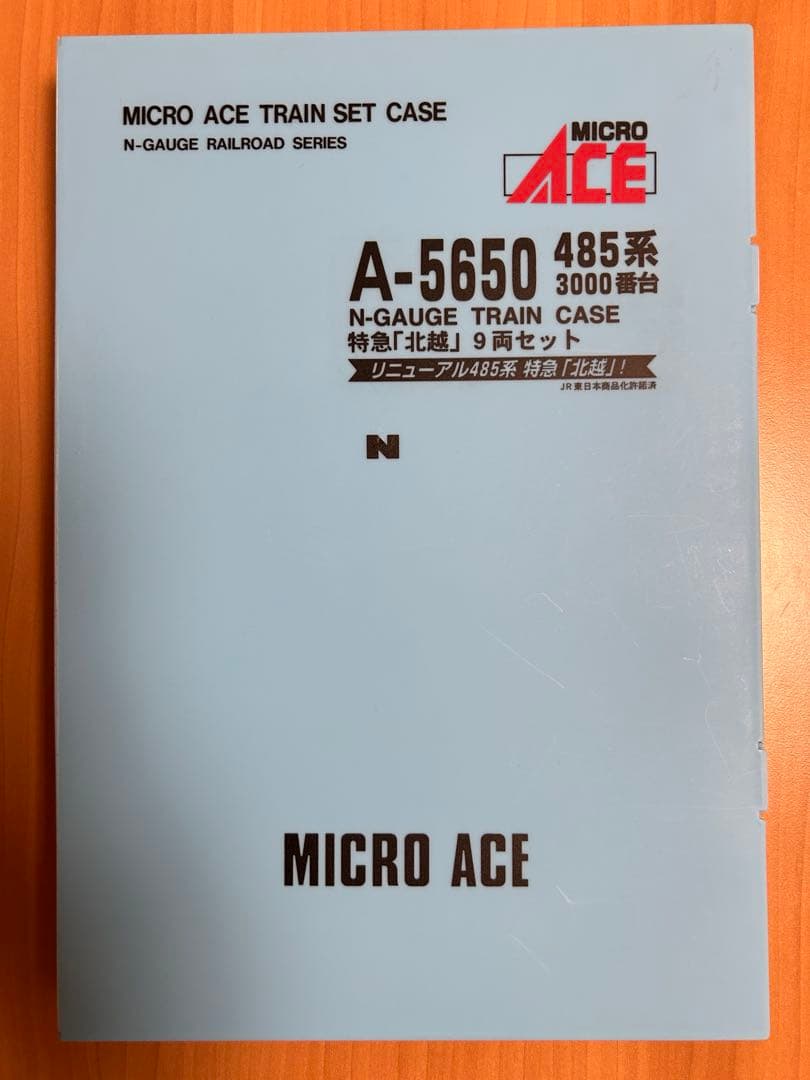 MICRO ACE TRAIN SET CASE
N-GAUGE RAILROAD SERIES
MICRO
ACE
A-5650 485系
3000番台
N-GAUGE TRAIN CASE
特急「北越」 9両セット
リニューアル485系 特急「北越」!
JR東日本商品化許諾済
N
MICRO ACE